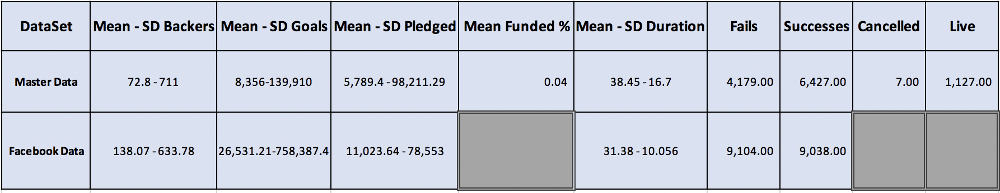 DataSet Mean - SD Backers Mean - SD Goals Mean - SD Pledged Mean Funded % Mean - SD Duration Fails Successes Cancelled Live
Master Data 72.8 - 711 8,356-139,910 5,789.4 - 98,211.29 0.04 38.45 - 16.7 4,179.00 6,427.00 7.00 1,127.00
Facebook Data 138.07 - 633.78 26,531.21-758,387.4 11,023.64 - 78,553 31.38 - 10.056 9,104.00 9,038.00